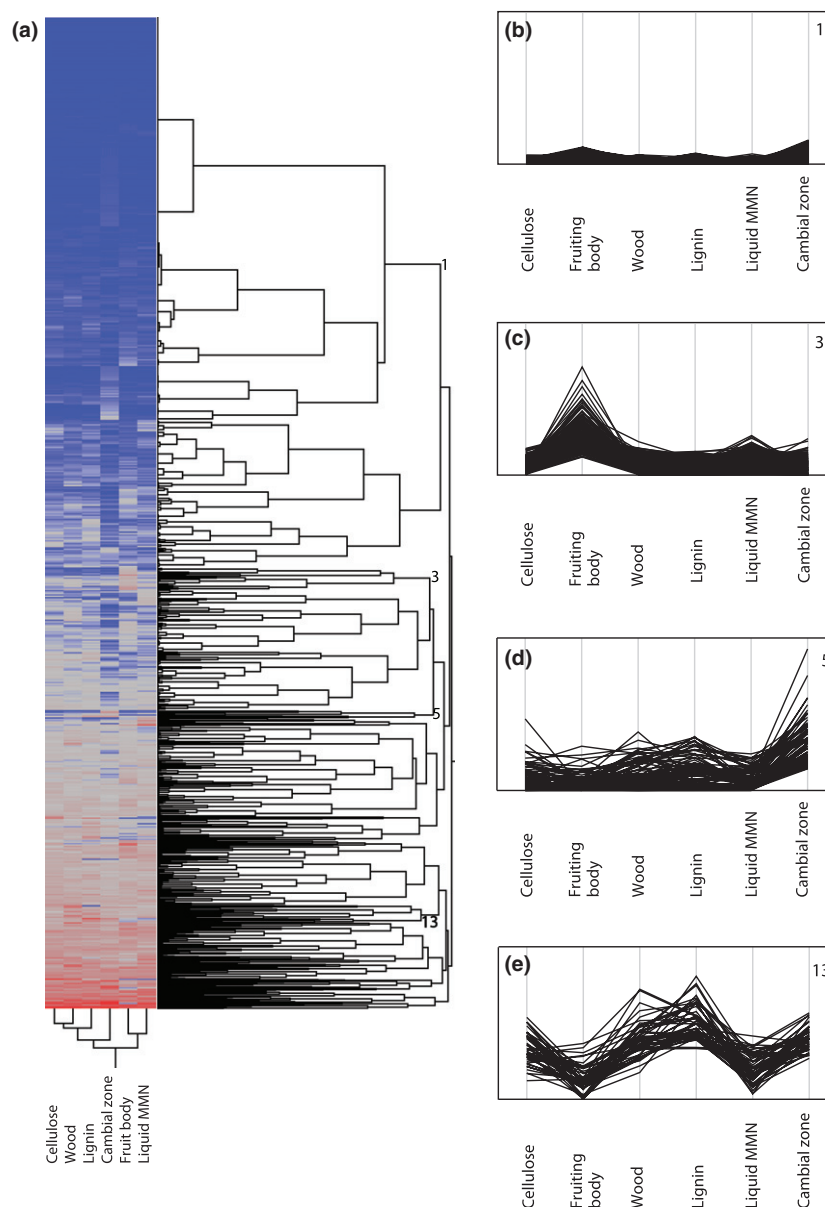 (a)
1
3
5
13
Cellulose
Wood
Lignin
Cambial zone
Fruit body
Liquid MMN
(b)
1
Cellulose
Fruiting
body
Wood
Lignin
Liquid MMN
Cambial zone
(c)
3
Cellulose
Fruiting
body
Wood
Lignin
Liquid MMN
Cambial zone
(d)
5
Cellulose
Fruiting
body
Wood
Lignin
Liquid MMN
Cambial zone
(e)
13
Cellulose
Fruiting
body
Wood
Lignin
Liquid MMN
Cambial zone